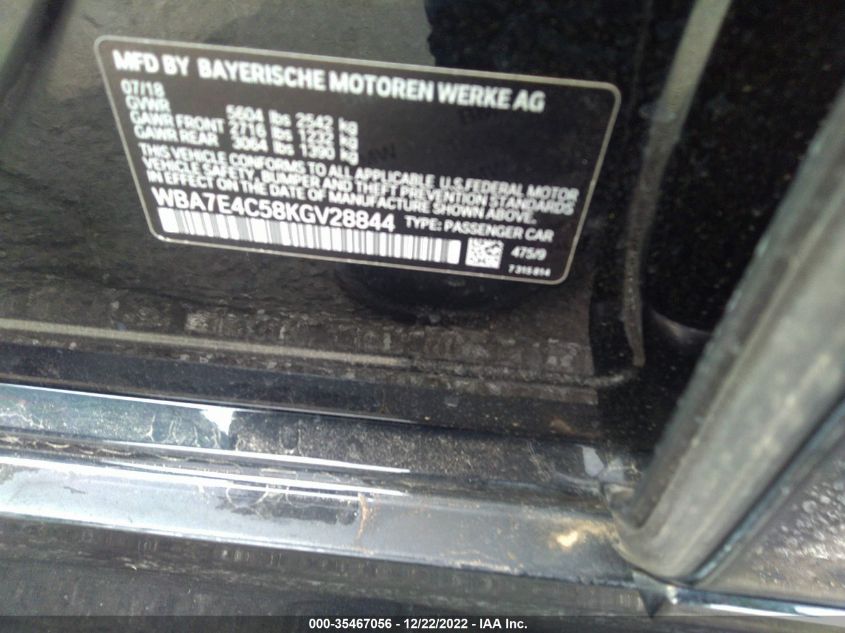 MFD BY BAYERISCHE MOTOREN WERKE AG
07/18
GVWR 5604 lbs 2542 kg
GAWR FRONT 2716 lbs 1232 kg
GAWR REAR 3064 lbs 1390 kg
THIS VEHICLE CONFORMS TO ALL APPLICABLE U.S.FEDERAL MOTOR
VEHICLE SAFETY, BUMPER AND THEFT PREVENTION STANDARDS
IN EFFECT ON THE DATE OF MANUFACTURE SHOWN ABOVE.
WBA7E4C58KGV28844 TYPE: PASSENGER CAR
475/9
7315814
000-35467056 - 12/22/2022 - IAA Inc.